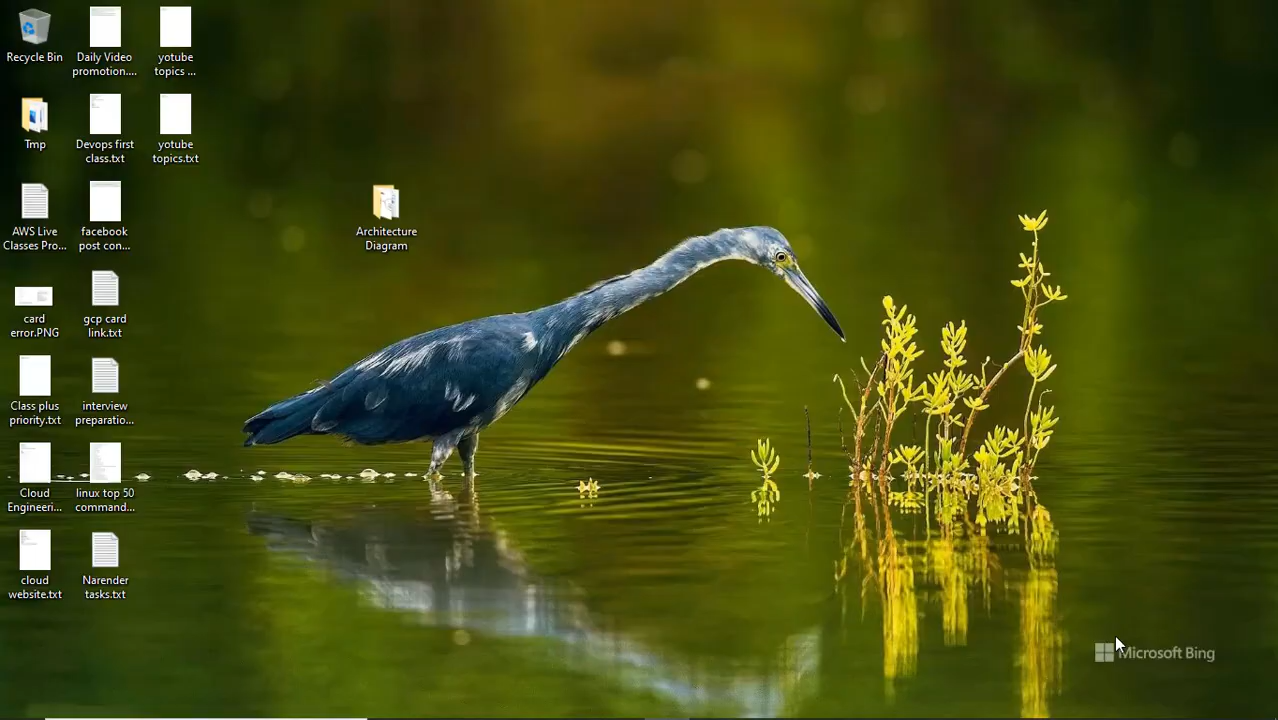 Recycle Bin
Daily Video
promotion....
yotube
topics ...
Tmp
Devops first
class.txt
yotube
topics.txt
AWS Live
Classes Pro...
facebook
post con...
Architecture
Diagram
card
error.PNG
gcp card
link.txt
Class plus
priority.txt
interview
preparatio...
Cloud
Engineeri...
linux top 50
command...
cloud
website.txt
Narender
tasks.txt
Microsoft Bing